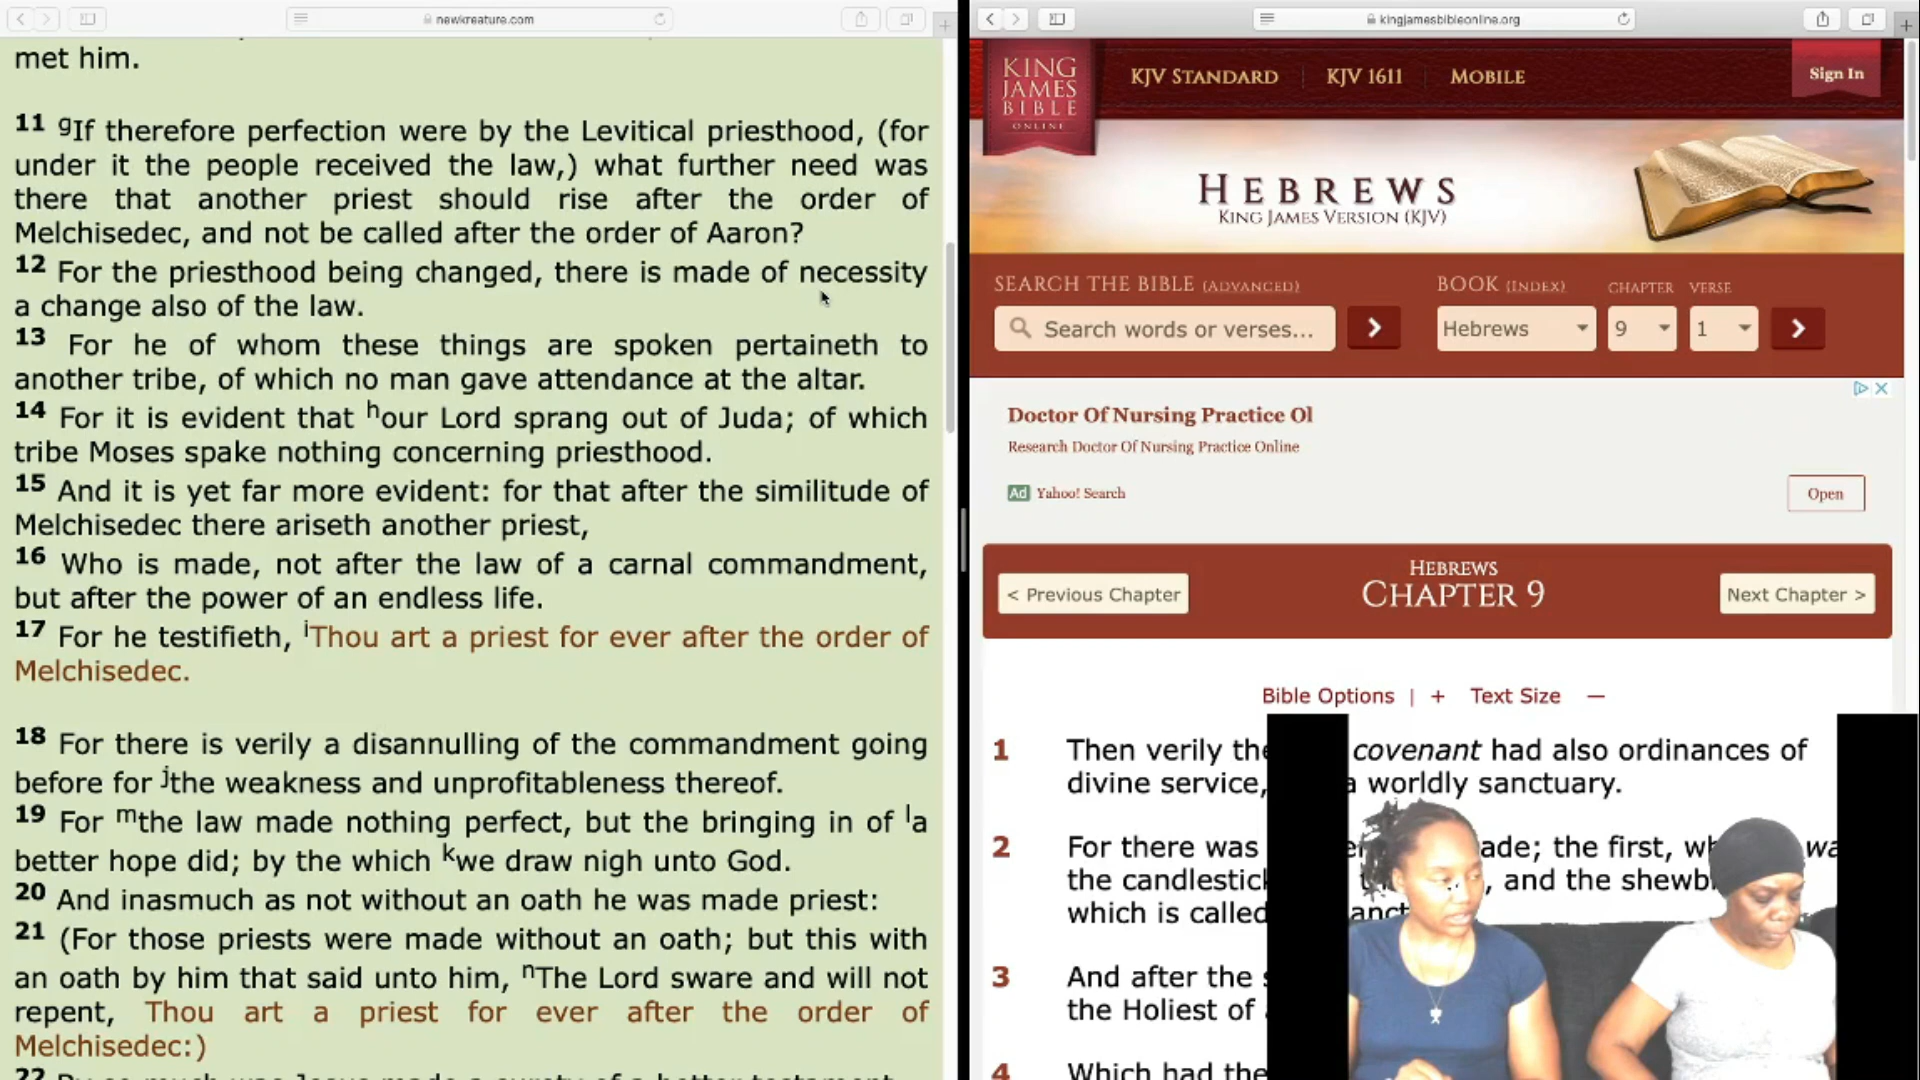 newkreature.com
met him.
11 gIf therefore perfection were by the Levitical priesthood, (for
under it the people received the law,) what further need was
there that another priest should rise after the order of
Melchisedec, and not be called after the order of Aaron?
12 For the priesthood being changed, there is made of necessity
a change also of the law.
13 For he of whom these things are spoken pertaineth to
another tribe, of which no man gave attendance at the altar.
14 For it is evident that hour Lord sprang out of Juda; of which
tribe Moses spake nothing concerning priesthood.
15 And it is yet far more evident: for that after the similitude of
Melchisedec there ariseth another priest,
16 Who is made, not after the law of a carnal commandment,
but after the power of an endless life.
17 For he testifieth, iThou art a priest for ever after the order of
Melchisedec.
18 For there is verily a disannulling of the commandment going
before for jthe weakness and unprofitableness thereof.
19 For mthe law made nothing perfect, but the bringing in of la
better hope did; by the which kwe draw nigh unto God.
20 And inasmuch as not without an oath he was made priest:
21 (For those priests were made without an oath; but this with
an oath by him that said unto him, nThe Lord sware and will not
repent, Thou art a priest for ever after the order of
Melchisedec:)
22 By so much was Jesus made a surety of a better testament.
kingjamesbibleonline.org
KING
JAMES
BIBLE
ONLINE
KJV STANDARD
KJV 1611
MOBILE
Sign In
HEBREWS
KING JAMES VERSION (KJV)
SEARCH THE BIBLE (ADVANCED)
BOOK (INDEX)
CHAPTER
VERSE
Search words or verses...
Hebrews
9
1
Doctor Of Nursing Practice Ol
Research Doctor Of Nursing Practice Online
Ad Yahoo! Search
Open
< Previous Chapter
HEBREWS
CHAPTER 9
Next Chapter >
Bible Options | + Text Size —
1 Then verily the covenant had also ordinances of
divine service, a worldly sanctuary.
2 For there was ade; the first,
the candlestick , and the
which is called
3 And after the
the Holiest of
4 Which had the